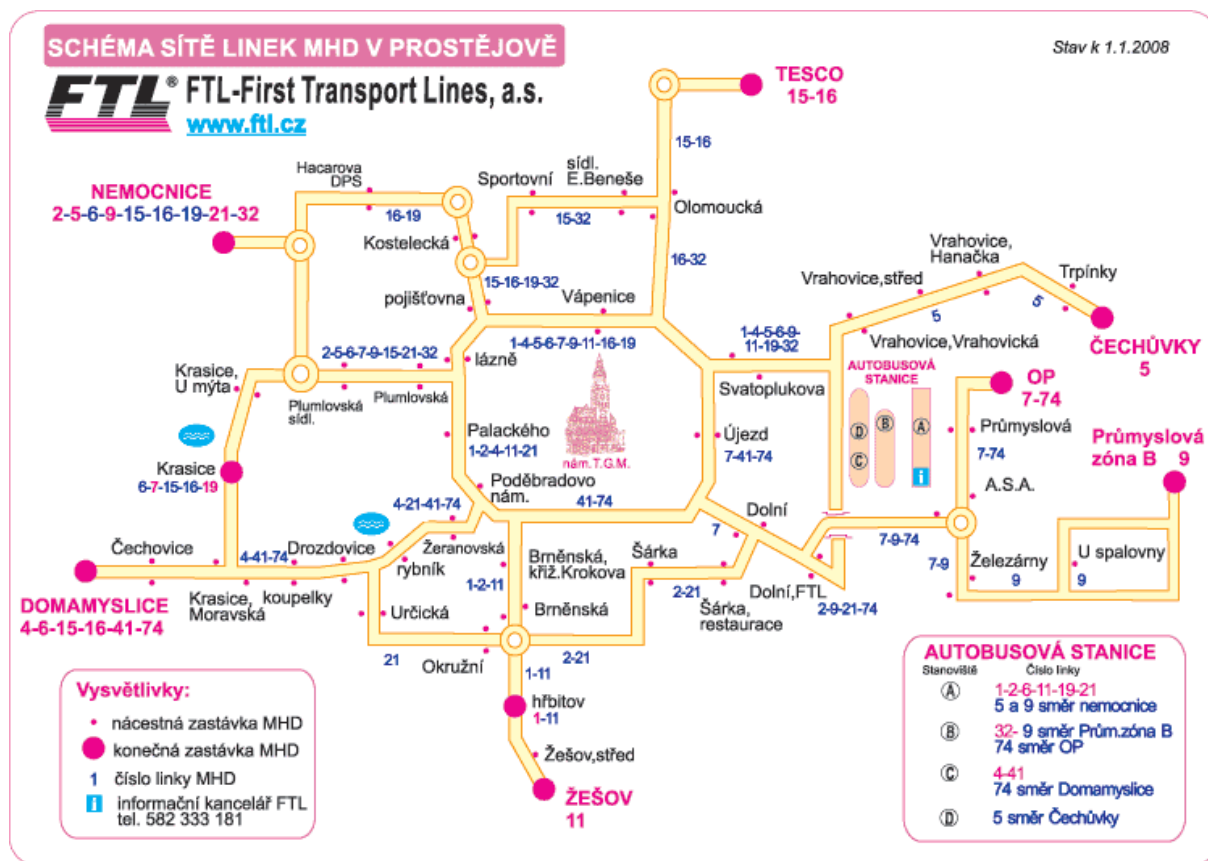 SCHÉMA SÍTĚ LINEK MHD V PROSTĚJOVĚ
Stav k 1.1.2008
FTL® FTL-First Transport Lines, a.s.
www.ftl.cz
TESCO
15-16
15-16
Hacarova
DPS
Sportovní
sídl.
E.Beneše
NEMOCNICE
2-5-6-9-15-16-19-21-32
16-19
15-32
Olomoucká
Kostelecká
16-32
Vrahovice,
Hanačka
Trpínky
Vrahovice,střed
15-16-19-32
pojišťovna
Vápenice
5
5
1-4-5-6-7-9-11-16-19
1-4-5-6-9-
11-19-32
Vrahovice,Vrahovická
ČECHŮVKY
5
2-5-6-7-9-15-21-32
lázně
Krasice,
U mýta
Plumlovská
sídl.
Plumlovská
Svatoplukova
AUTOBUSOVÁ
STANICE
D
B
A
C
i
OP
7-74
Palackého
1-2-4-11-21
nám.T.G.M.
Újezd
7-41-74
Průmyslová
7-74
Průmyslová
zóna B 9
Krasice
6-7-15-16-19
Poděbradovo
nám.
A.S.A.
4-21-41-74
41-74
Dolní
7
7-9-74
Čechovice
4-41-74
Drozdovice
Žeranovská
rybník
Brněnská,
křiž.Krokova
Šárka
7-9
Železárny
U spalovny
9
9
1-2-11
2-21
Dolní,FTL
2-9-21-74
DOMAMYSLICE
4-6-15-16-41-74
Krasice,
Moravská
koupelky
Určická
Brněnská
Šárka,
restaurace
21
Okružní
2-21
1-11
hřbitov
1-11
Žešov,střed
ŽEŠOV
11
Vysvětlivky:
nácestná zastávka MHD
konečná zastávka MHD
1 číslo linky MHD
i informační kancelář FTL
tel. 582 333 181
AUTOBUSOVÁ STANICE
Stanoviště Číslo linky
A 1-2-6-11-19-21
5 a 9 směr nemocnice
B 32- 9 směr Prům.zóna B
74 směr OP
C 4-41
74 směr Domamyslice
D 5 směr Čechůvky